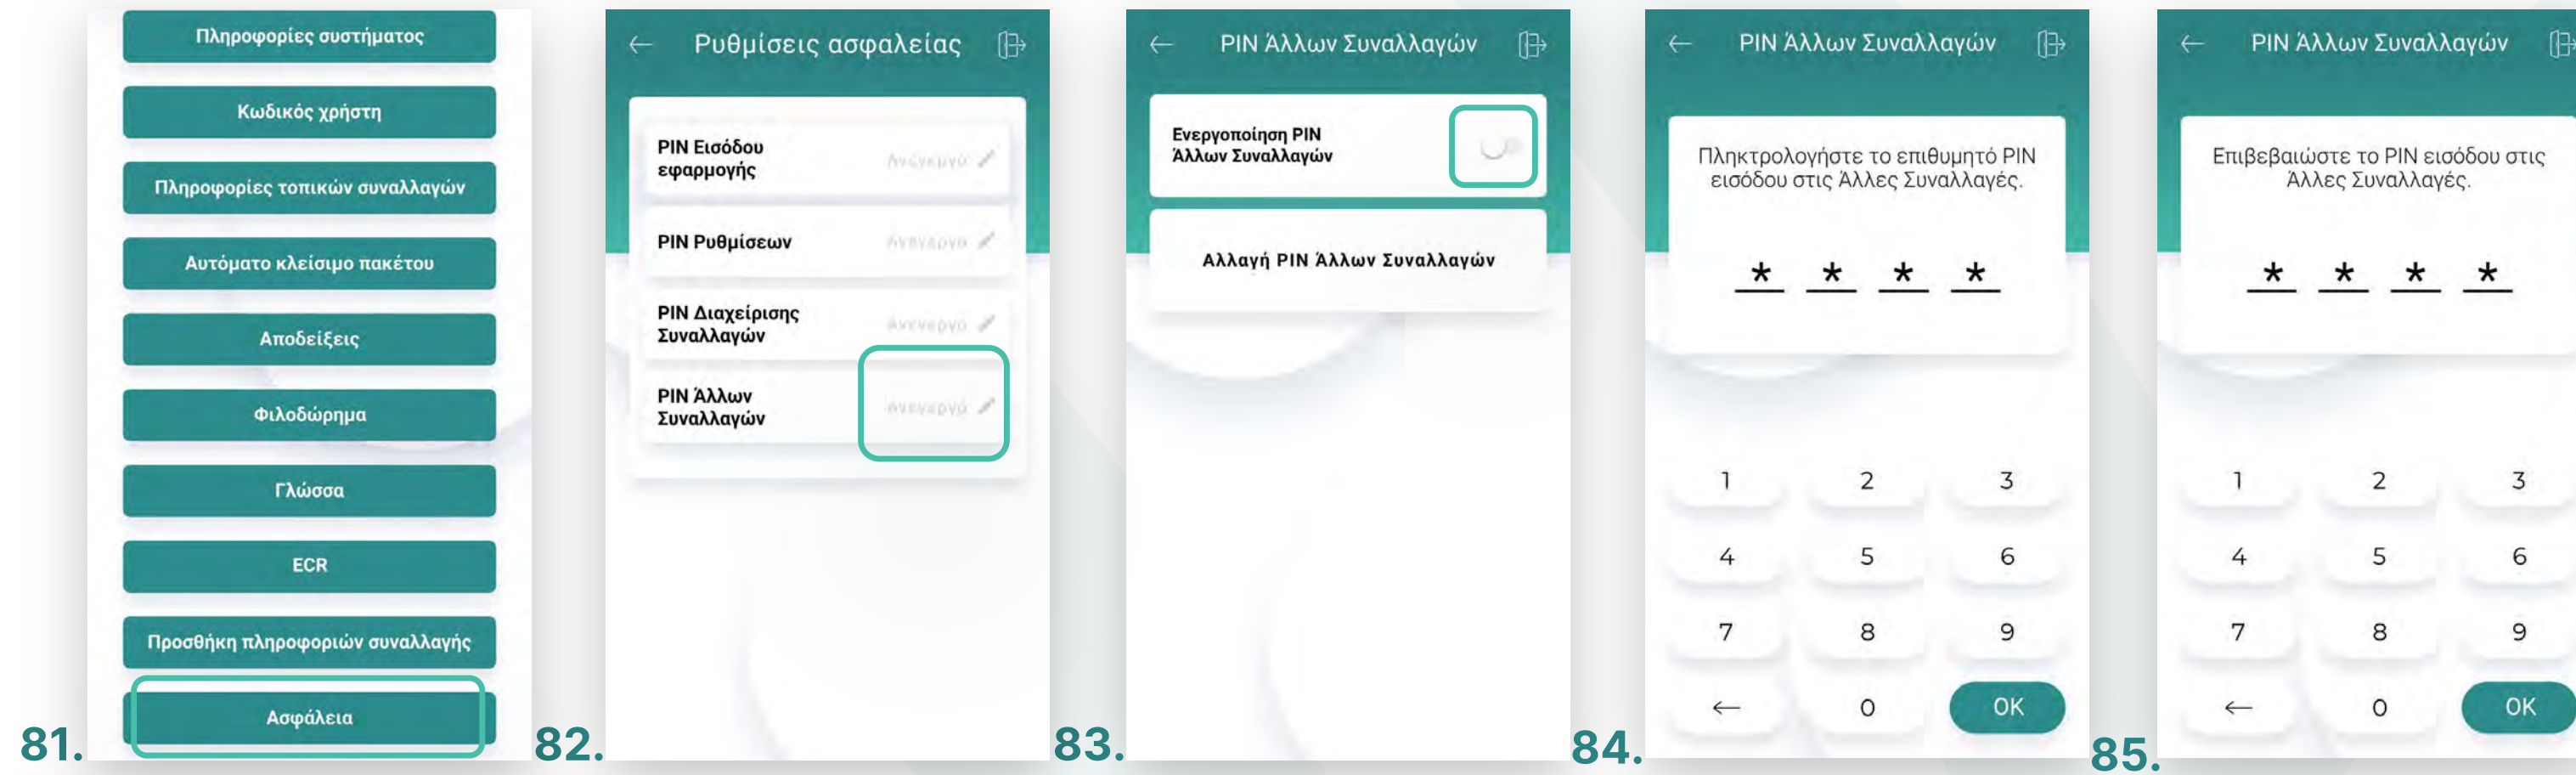 Πληροφορίες συστήματος
Κωδικός χρήστη
Πληροφορίες τοπικών συναλλαγών
Αυτόματο κλείσιμο πακέτου
Αποδείξεις
Φιλοδώρημα
Γλώσσα
ECR
Προσθήκη πληροφοριών συναλλαγής
Ασφάλεια
81.
Ρυθμίσεις ασφαλείας
PIN Εισόδου
εφαρμογής
Ανενεργό
PIN Ρυθμίσεων
Ανενεργό
PIN Διαχείρισης
Συναλλαγών
Ανενεργό
PIN Άλλων
Συναλλαγών
Ανενεργό
82.
PIN Άλλων Συναλλαγών
Ενεργοποίηση PIN
Άλλων Συναλλαγών
Αλλαγή PIN Άλλων Συναλλαγών
83.
PIN Άλλων Συναλλαγών
Πληκτρολογήστε το επιθυμητό PIN
εισόδου στις Άλλες Συναλλαγές.
* * * *
1 2 3
4 5 6
7 8 9
0 OK
84.
PIN Άλλων Συναλλαγών
Επιβεβαιώστε το PIN εισόδου στις
Άλλες Συναλλαγές.
* * * *
1 2 3
4 5 6
7 8 9
0 OK
85.